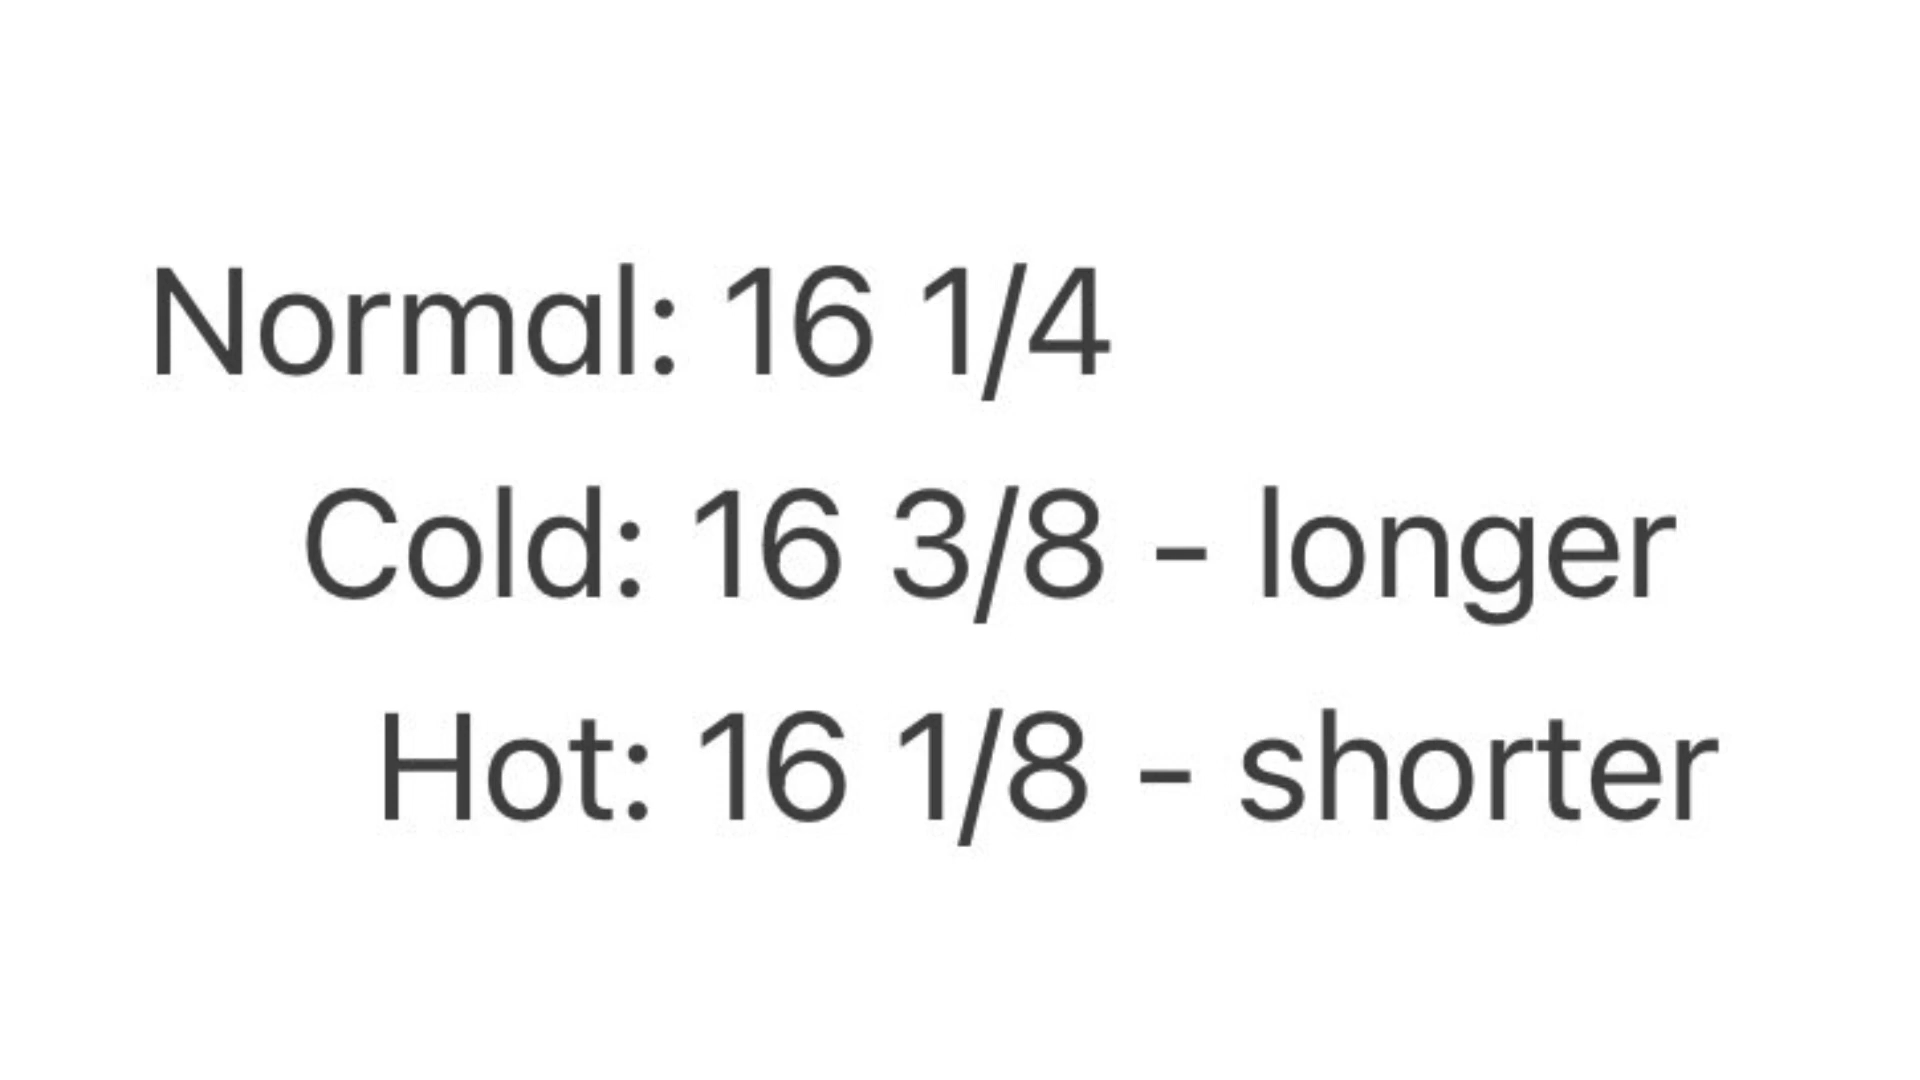 Normal: 16 1/4
Cold: 16 3/8 - longer
Hot: 16 1/8 - shorter